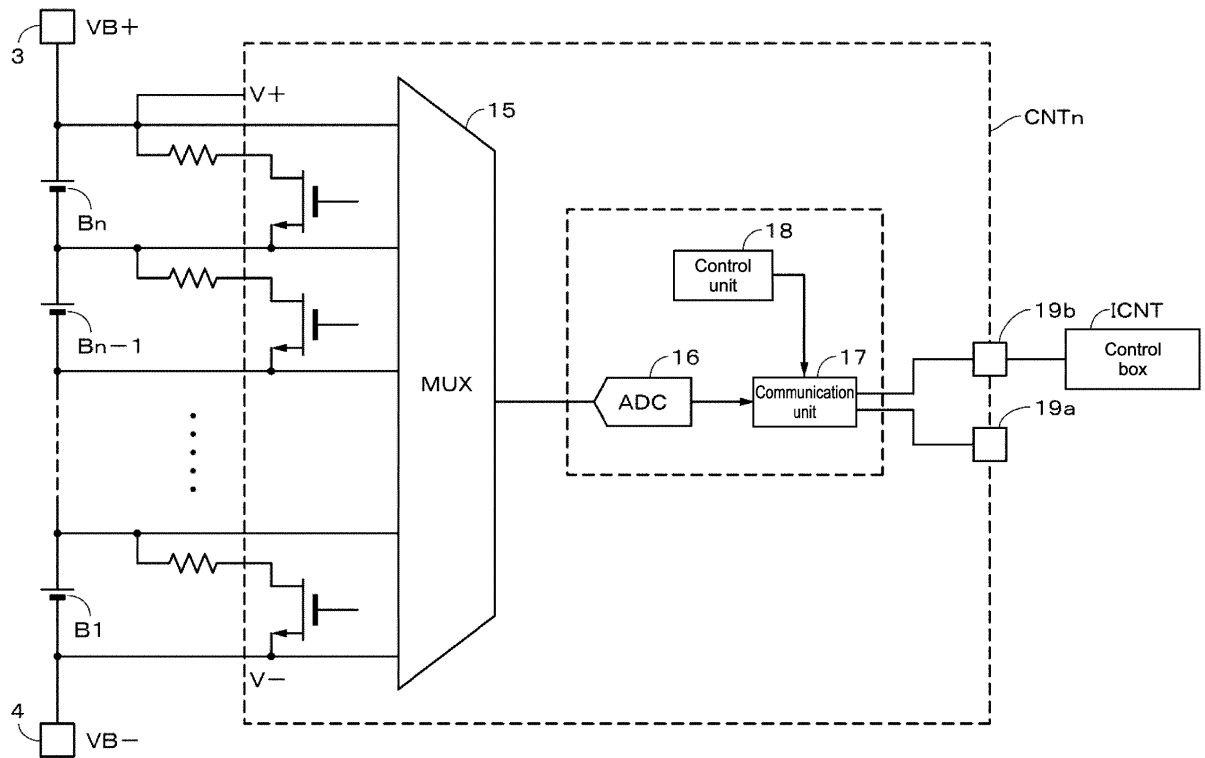 VB+
3
V+
15
CNTn
Bn
18
Control
unit
19b
ICNT
Bn-1
MUX
16
17
Control
box
ADC
Communication
unit
19a
B1
V-
4
VB-